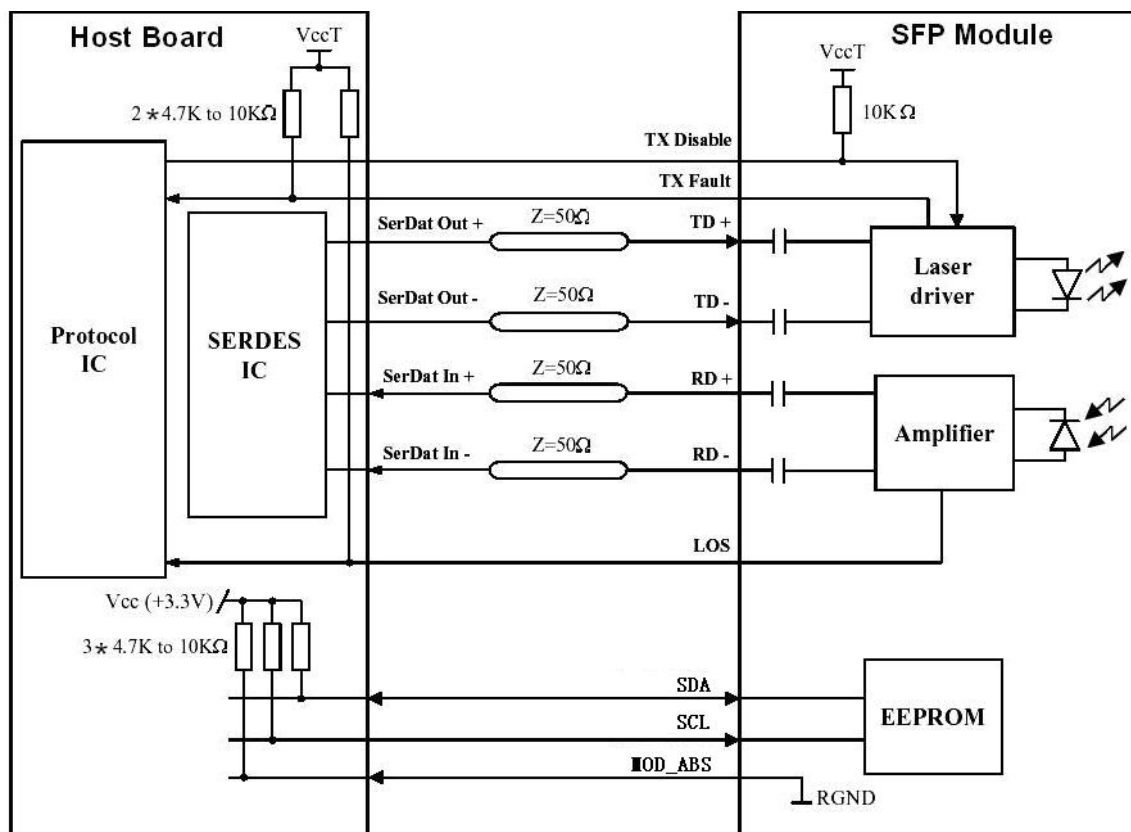 Host Board
SFP Module
VccT
VccT
2*4.7K to 10KΩ
10KΩ
TX Disable
TX Fault
SerDat Out +
Z=50Ω
TD +
SerDat Out -
Z=50Ω
TD -
Laser
driver
Protocol
IC
SERDES
IC
SerDat In +
Z=50Ω
RD +
SerDat In -
Z=50Ω
RD -
Amplifier
LOS
Vcc (+3.3V)
3*4.7K to 10KΩ
SDA
SCL
MOD_ABS
EEPROM
RGND